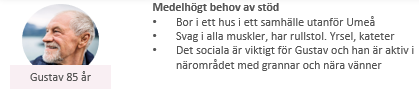 Medelhögt behov av stöd
• Bor i ett hus i ett samhälle utanför Umeå
• Svag i alla muskler, har rullstol. Yrsel, kateter
• Det sociala är viktigt för Gustav och han är aktiv i
närområdet med grannar och nära vänner
Gustav 85 år